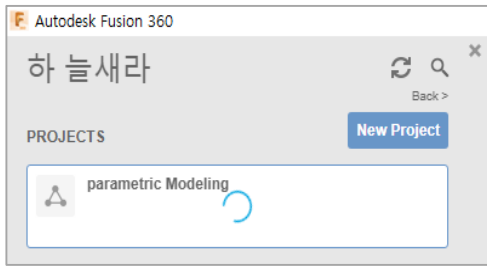 Autodesk Fusion 360
하 늘새라
Back >
PROJECTS
New Project
parametric Modeling